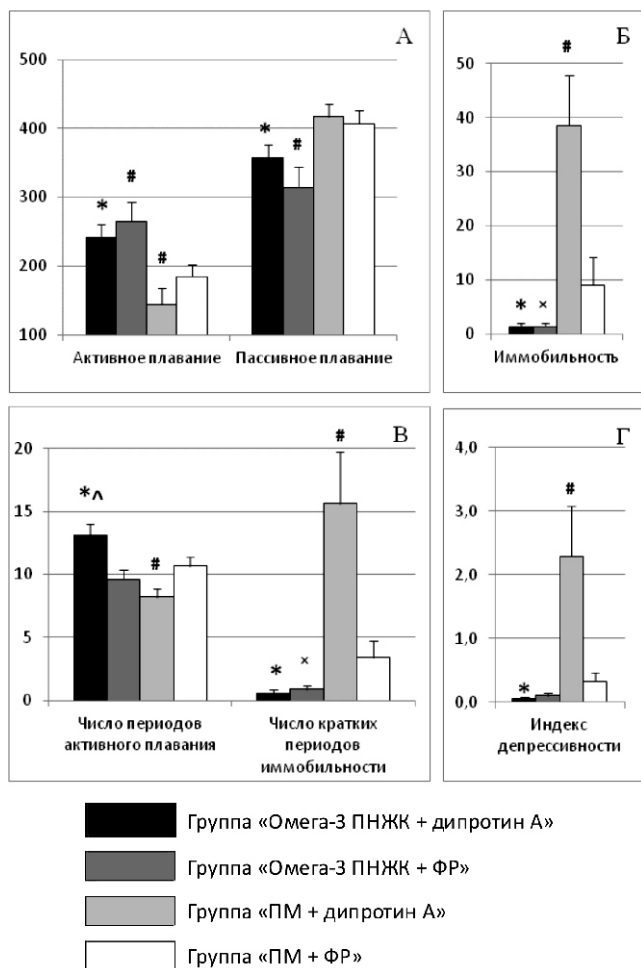 А
500
400
300
200
100
*
#
#
*
#
Активное плавание
Пассивное плавание
Б
50
40
30
20
10
0
#
*
×
Иммобильность
В
20
15
10
5
0
*^
#
*
×
#
Число периодов
активного плавания
Число кратких
периодов
иммобильности
Г
4,0
3,0
2,0
1,0
0,0
#
*
Индекс
депрессивности
Группа «Омега-3 ПНЖК + дипротин А»
Группа «Омега-3 ПНЖК + ФР»
Группа «ПМ + дипротин А»
Группа «ПМ + ФР»